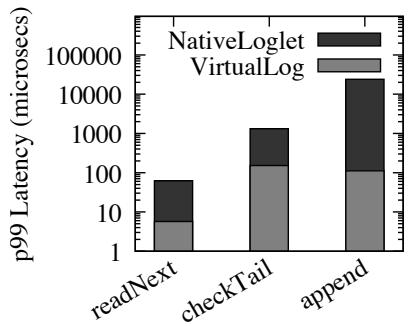 NativeLoglet
VirtualLog
p99 Latency (microsecs)
100000
10000
1000
100
10
1
readNext
checkTail
append